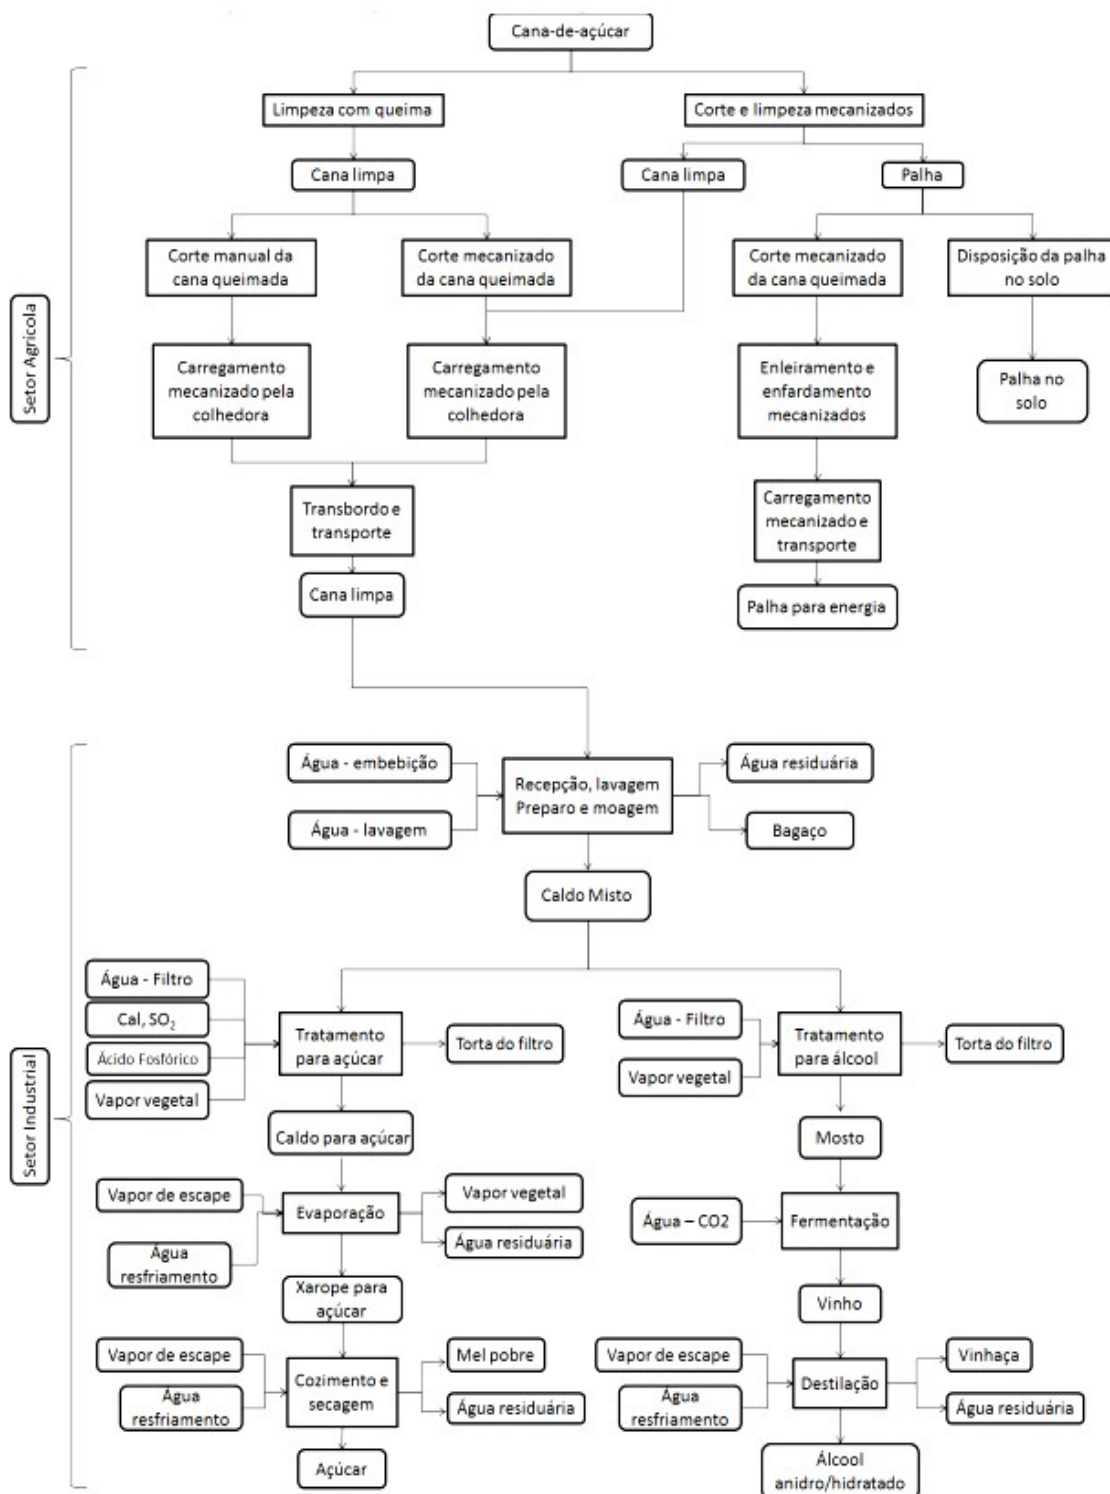 Cana-de-açúcar
Limpeza com queima
Corte e limpeza mecanizados
Cana limpa
Cana limpa
Palha
Corte manual da
cana queimada
Corte mecanizado
da cana queimada
Corte mecanizado
da cana queimada
Disposição da palha
no solo
Setor Agrícola
Carregamento
mecanizado pela
colhedora
Carregamento
mecanizado pela
colhedora
Enleiramento e
enfardamento
mecanizados
Palha no
solo
Transbordo e
transporte
Carregamento
mecanizado e
transporte
Cana limpa
Palha para energia
Água - embebição
Água - lavagem
Recepção, lavagem
Preparo e moagem
Água residuária
Bagaço
Caldo Misto
Setor Industrial
Água - Filtro
Cal, SO₂
Ácido Fosfórico
Vapor vegetal
Tratamento
para açúcar
Torta do filtro
Água - Filtro
Vapor vegetal
Tratamento
para álcool
Torta do filtro
Caldo para açúcar
Mosto
Vapor de escape
Água
resfriamento
Evaporação
Vapor vegetal
Água residuária
Água – CO2
Fermentação
Xarope para
açúcar
Vinho
Vapor de escape
Água
resfriamento
Cozimento e
secagem
Mel pobre
Água residuária
Vapor de escape
Água
resfriamento
Destilação
Vinhaça
Água residuária
Açúcar
Álcool
anidro/hidratado